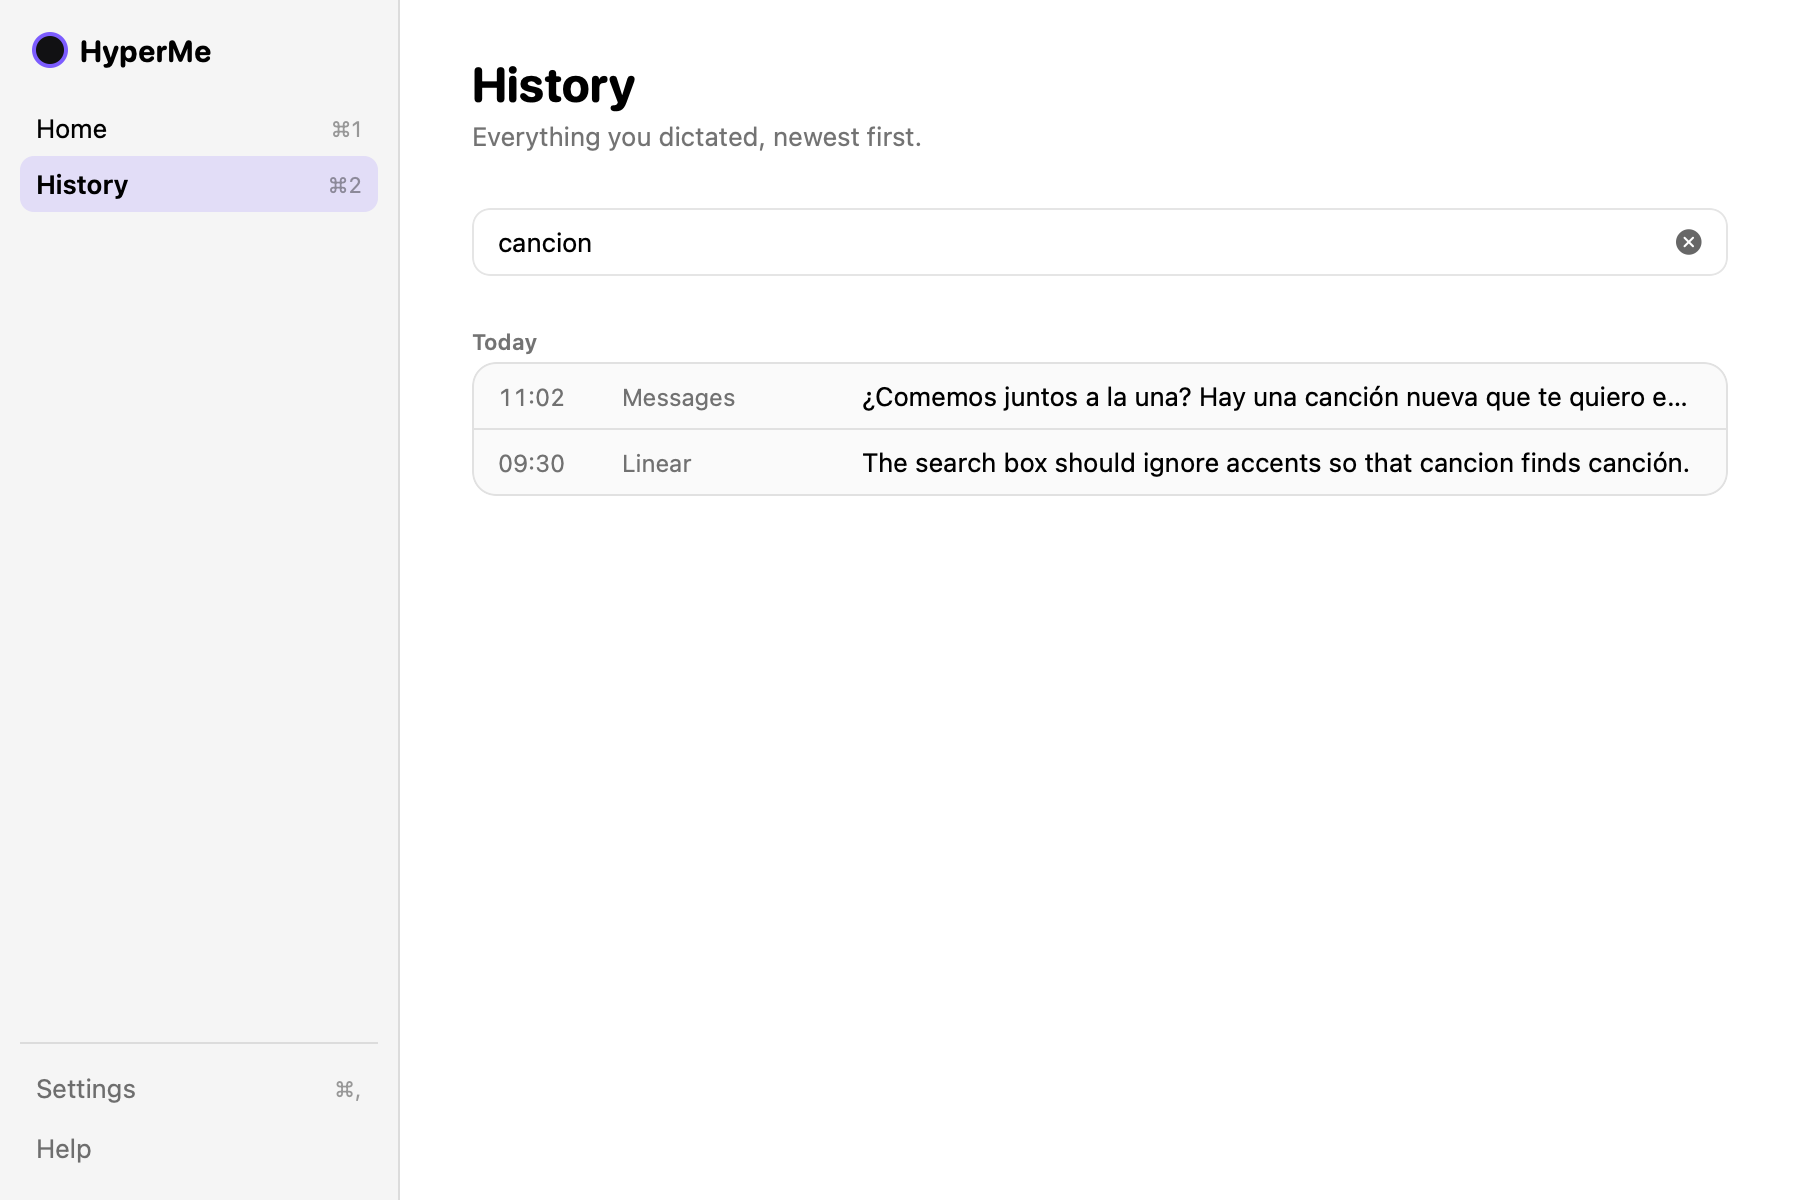 HyperMe
Home ⌘1
History ⌘2
Settings ⌘,
Help
History
Everything you dictated, newest first.
cancion
Today
11:02 Messages ¿Comemos juntos a la una? Hay una canción nueva que te quiero e...
09:30 Linear The search box should ignore accents so that cancion finds canción.